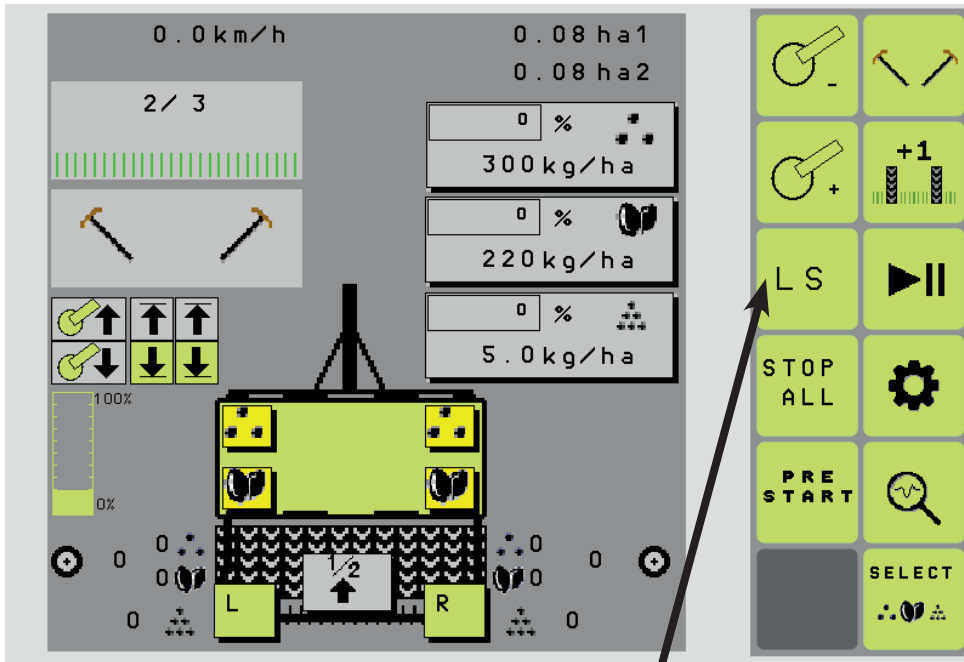 0.0km/h
0.08ha1
0.08ha2
2/ 3
0 %
300kg/ha
0 %
220kg/ha
0 %
5.0kg/ha
100%
0%
0
0
0
0
1/2
L
R
0
0
0
0
-
+
+1
LS
STOP
ALL
PRE
START
SELECT